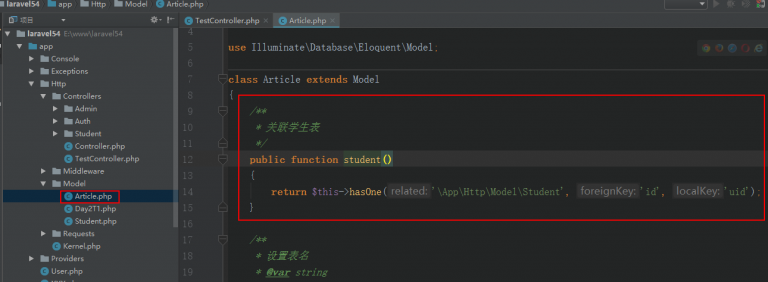 laravel54 app Http Model Article.php
项目
TestController.php Article.php
laravel54 E:\www\laravel54
app
Console
Exceptions
Http
Controllers
Admin
Auth
Student
Controller.php
TestController.php
Middleware
Model
Article.php
Day2T1.php
Student.php
Requests
Kernel.php
Providers
User.php
4
5 use Illuminate\Database\Eloquent\Model;
6
7 class Article extends Model
8 {
9 /**
10 * 关联学生表
11 */
12 public function student()
13 {
14 return $this->hasOne( related: '\App\Http\Model\Student', foreignKey: 'id', localKey: 'uid');
15 }
16
17 /**
18 * 设置表名
19 * @var string